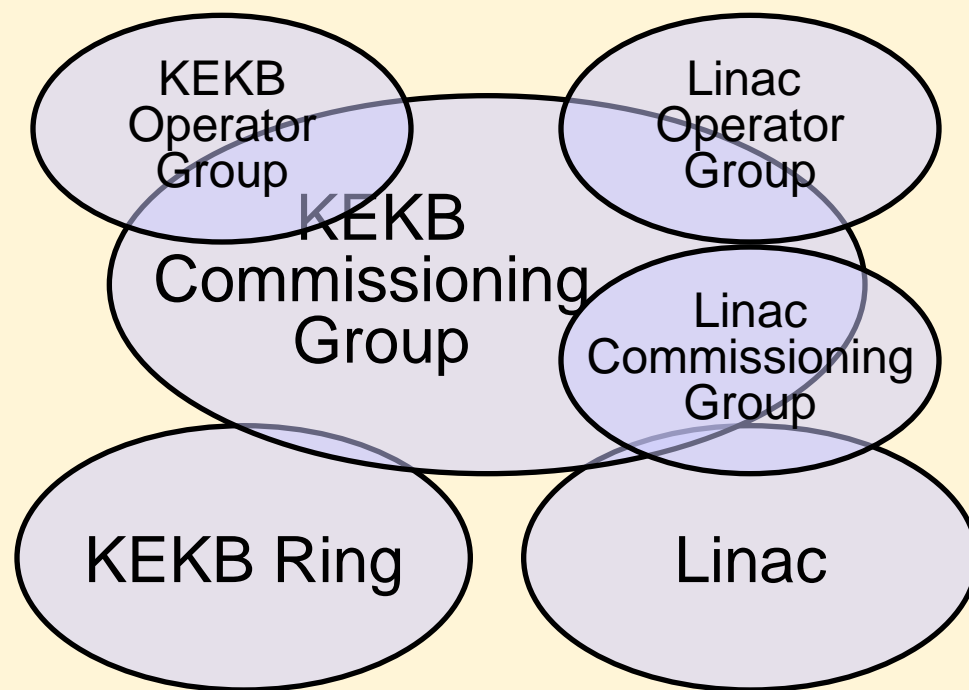 KEKB
Operator
Group
Linac
Operator
Group
KEKB
Commissioning
Group
Linac
Commissioning
Group
KEKB Ring
Linac